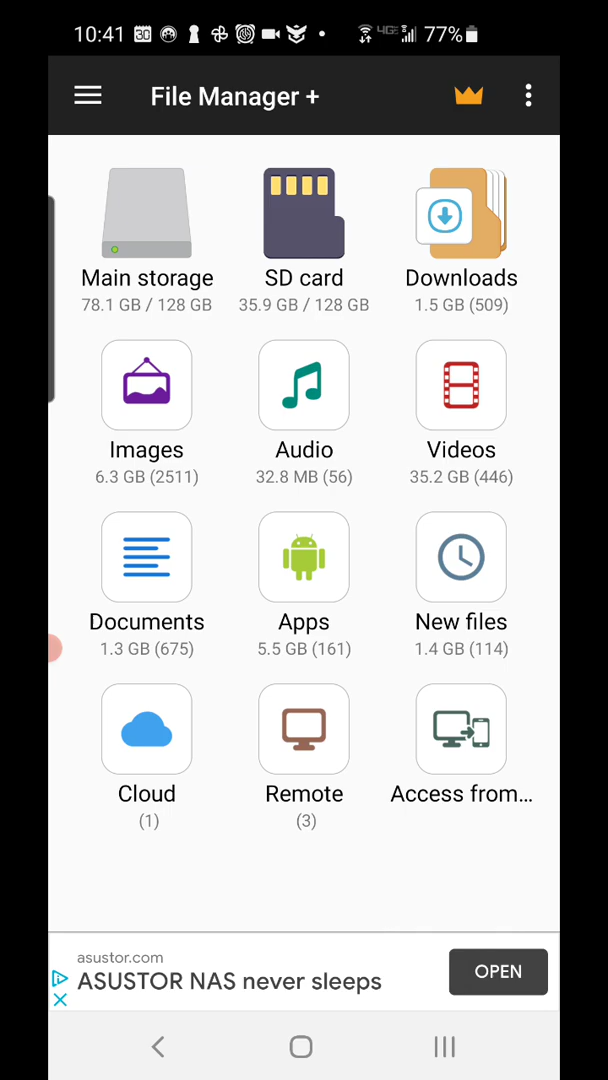 10:41 30 4GE 77%
File Manager +
Main storage SD card Downloads
78.1 GB / 128 GB 35.9 GB / 128 GB 1.5 GB (509)
Images Audio Videos
6.3 GB (2511) 32.8 MB (56) 35.2 GB (446)
Documents Apps New files
1.3 GB (675) 5.5 GB (161) 1.4 GB (114)
Cloud Remote Access from...
(1) (3)
asustor.com
ASUSTOR NAS never sleeps
OPEN